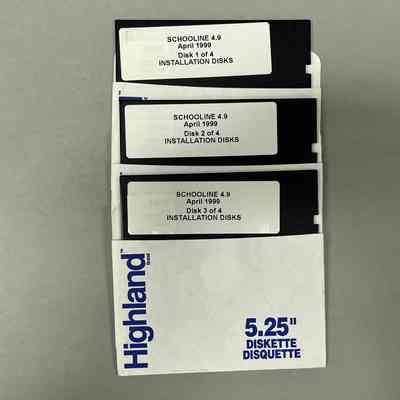 SCHOOLINE 4.9
April 1999
Disk 1 of 4
INSTALLATION DISKS
SCHOOLINE 4.9
April 1999
Disk 2 of 4
INSTALLATION DISKS
SCHOOLINE 4.9
April 1999
Disk 3 of 4
INSTALLATION DISKS
Highland™
5.25"
DISKETTE
DISQUETTE